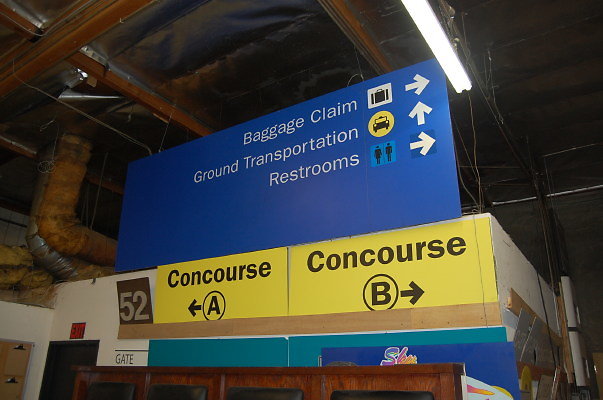 Baggage Claim
Ground Transportation
Restrooms
Concourse
A
Concourse
B
52
GATE